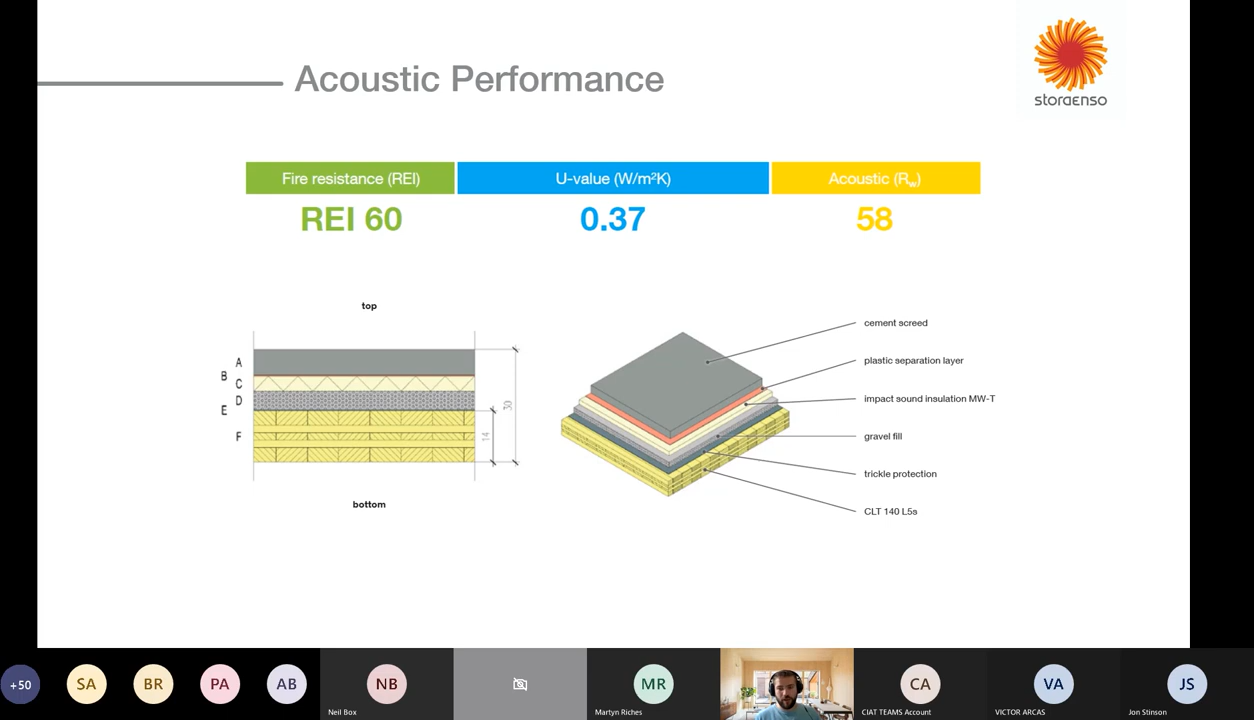 Acoustic Performance
storaenso
Fire resistance (REI)
U-value (W/m²K)
Acoustic (Rw)
REI 60
0.37
58
top
A
B
C
D
E
F
14
30
bottom
cement screed
plastic separation layer
impact sound insulation MW-T
gravel fill
trickle protection
CLT 140 L5s
+50
SA
BR
PA
AB
NB
Neil Box
MR
Martyn Riches
CA
CIAT TEAMS Account
VA
VICTOR ARCAS
JS
Jon Stinson